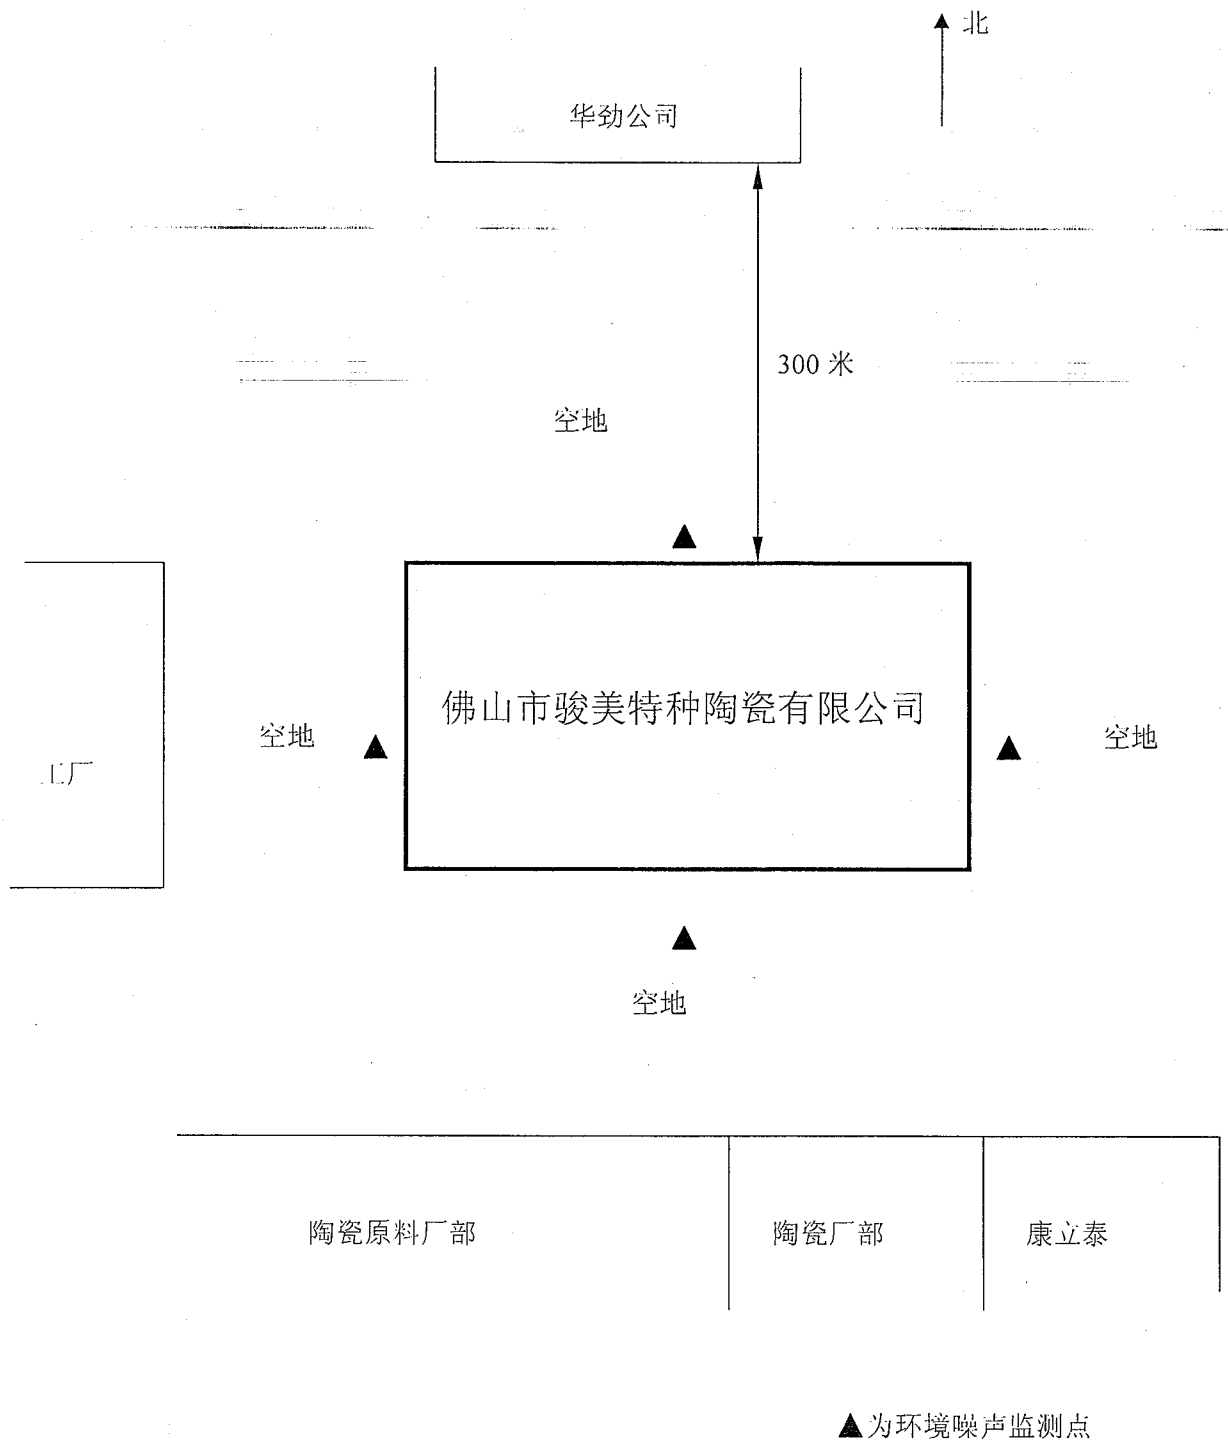 北
华劲公司
300 米
空地
佛山市骏美特种陶瓷有限公司
空地
空地
工厂
空地
陶瓷原料厂部
陶瓷厂部
康立泰
▲为环境噪声监测点